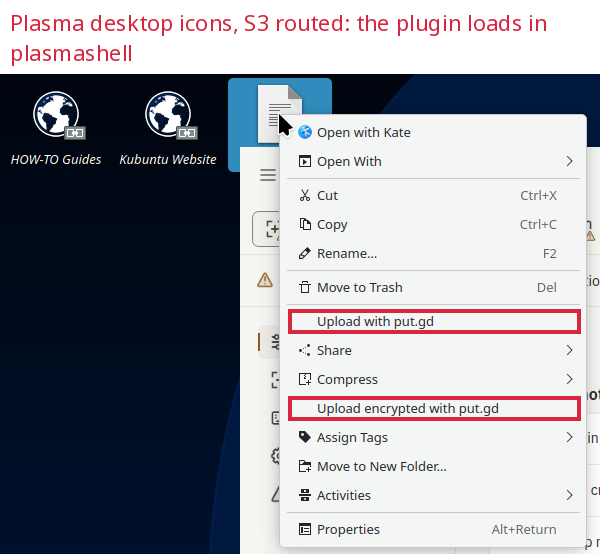 Plasma desktop icons, S3 routed: the plugin loads in
plasmashell
HOW-TO Guides
Kubuntu Website
Open with Kate
Open With
Cut Ctrl+X
Copy Ctrl+C
Rename... F2
Move to Trash Del
Upload with put.gd
Share
Compress
Upload encrypted with put.gd
Assign Tags
Move to New Folder...
Activities
Properties Alt+Return